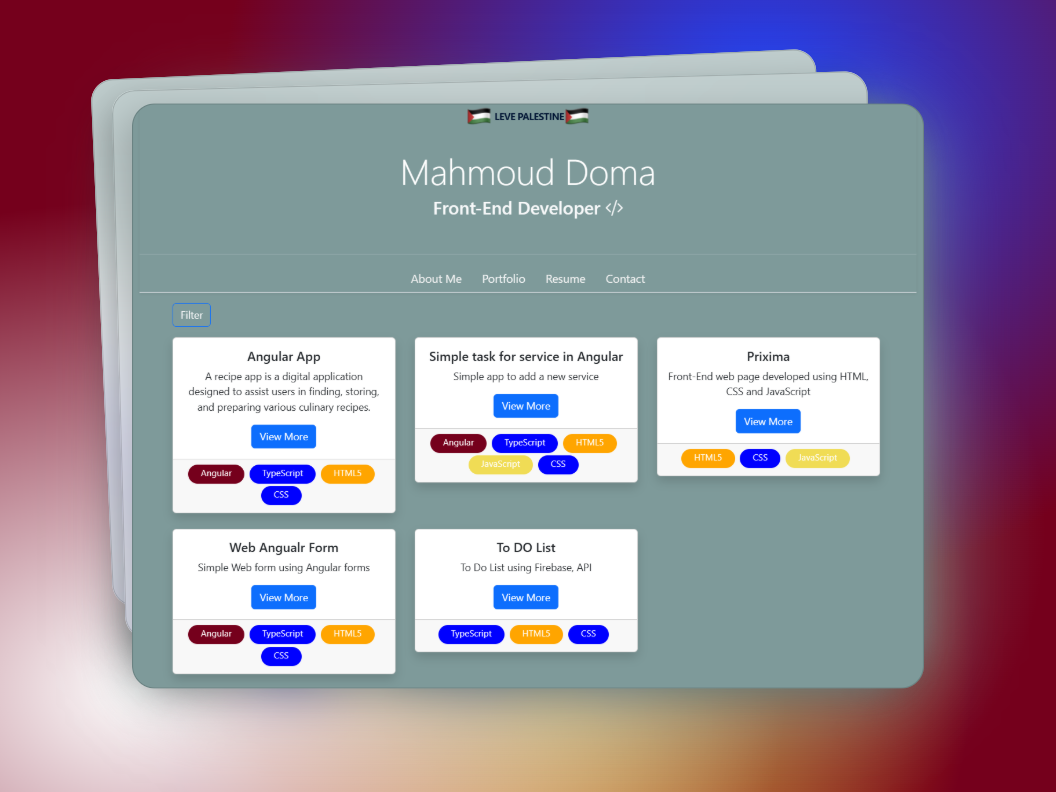 LEVE PALESTINE
Mahmoud Doma
Front-End Developer </>
About Me Portfolio Resume Contact
Filter
Angular App
A recipe app is a digital application
designed to assist users in finding, storing,
and preparing various culinary recipes.
View More
Angular TypeScript HTML5
CSS
Simple task for service in Angular
Simple app to add a new service
View More
Angular TypeScript HTML5
JavaScript CSS
Prixima
Front-End web page developed using HTML,
CSS and JavaScript
View More
HTML5 CSS JavaScript
Web Angualr Form
Simple Web form using Angular forms
View More
Angular TypeScript HTML5
CSS
To DO List
To Do List using Firebase, API
View More
TypeScript HTML5 CSS